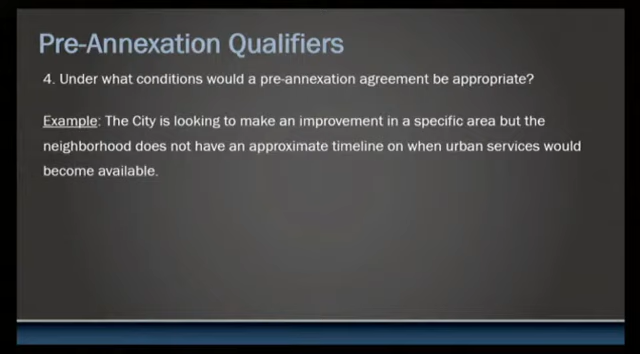 Pre-Annexation Qualifiers
4. Under what conditions would a pre-annexation agreement be appropriate?
Example: The City is looking to make an improvement in a specific area but the
neighborhood does not have an approximate timeline on when urban services would
become available.